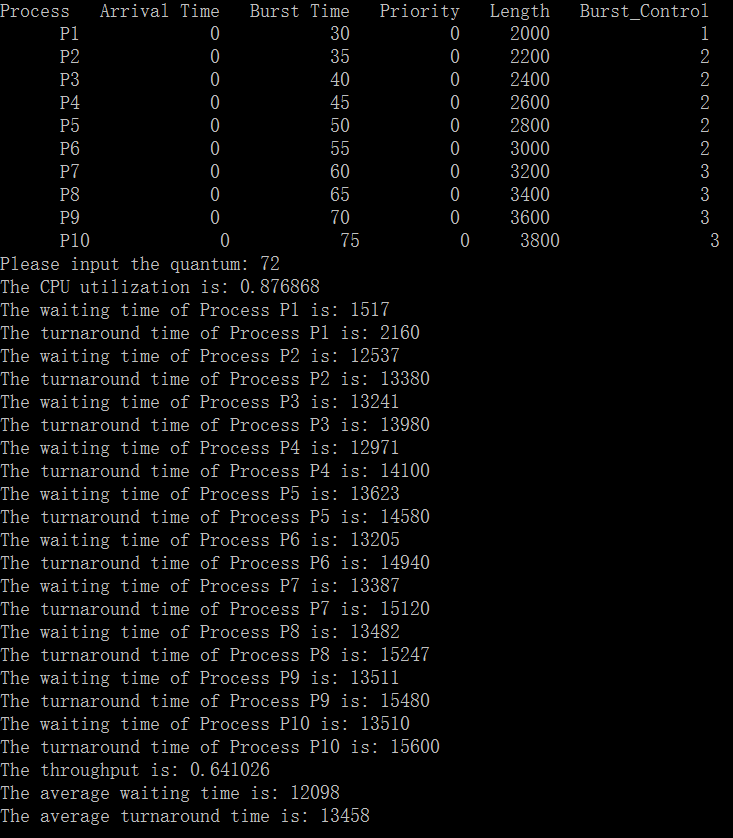 Process   Arrival Time   Burst Time   Priority   Length   Burst_Control
P1   0   30   0   2000   1
P2   0   35   0   2200   2
P3   0   40   0   2400   2
P4   0   45   0   2600   2
P5   0   50   0   2800   2
P6   0   55   0   3000   2
P7   0   60   0   3200   3
P8   0   65   0   3400   3
P9   0   70   0   3600   3
P10   0   75   0   3800   3
Please input the quantum: 72
The CPU utilization is: 0.876868
The waiting time of Process P1 is: 1517
The turnaround time of Process P1 is: 2160
The waiting time of Process P2 is: 12537
The turnaround time of Process P2 is: 13380
The waiting time of Process P3 is: 13241
The turnaround time of Process P3 is: 13980
The waiting time of Process P4 is: 12971
The turnaround time of Process P4 is: 14100
The waiting time of Process P5 is: 13623
The turnaround time of Process P5 is: 14580
The waiting time of Process P6 is: 13205
The turnaround time of Process P6 is: 14940
The waiting time of Process P7 is: 13387
The turnaround time of Process P7 is: 15120
The waiting time of Process P8 is: 13482
The turnaround time of Process P8 is: 15247
The waiting time of Process P9 is: 13511
The turnaround time of Process P9 is: 15480
The waiting time of Process P10 is: 13510
The turnaround time of Process P10 is: 15600
The throughput is: 0.641026
The average waiting time is: 12098
The average turnaround time is: 13458